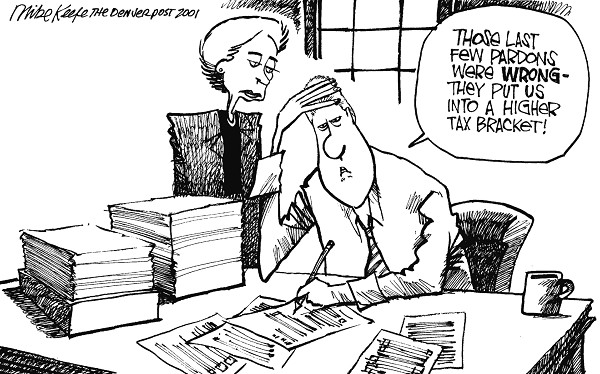 Mike Keefe THE DENVER POST 2001
THOSE LAST
FEW PARDONS
WERE WRONG-
THEY PUT US
INTO A HIGHER
TAX BRACKET!